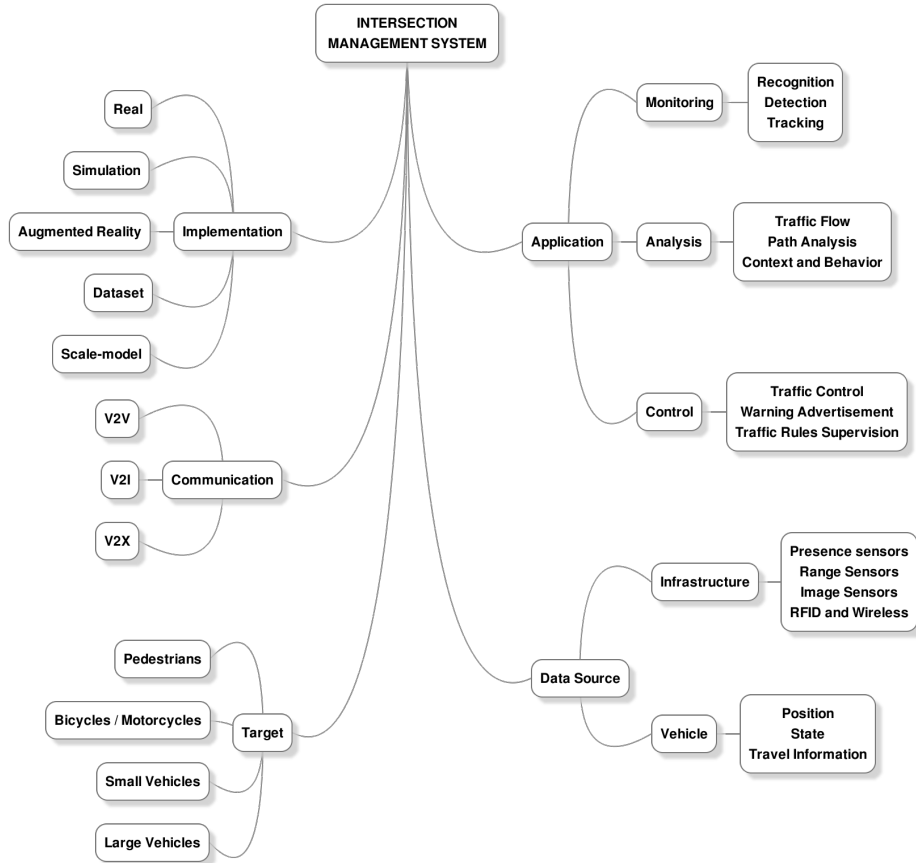 INTERSECTION
MANAGEMENT SYSTEM
Real
Simulation
Augmented Reality
Implementation
Dataset
Scale-model
V2V
V2I
Communication
V2X
Pedestrians
Bicycles / Motorcycles
Target
Small Vehicles
Large Vehicles
Application
Monitoring
Recognition
Detection
Tracking
Analysis
Traffic Flow
Path Analysis
Context and Behavior
Control
Traffic Control
Warning Advertisement
Traffic Rules Supervision
Data Source
Infrastructure
Presence sensors
Range Sensors
Image Sensors
RFID and Wireless
Vehicle
Position
State
Travel Information